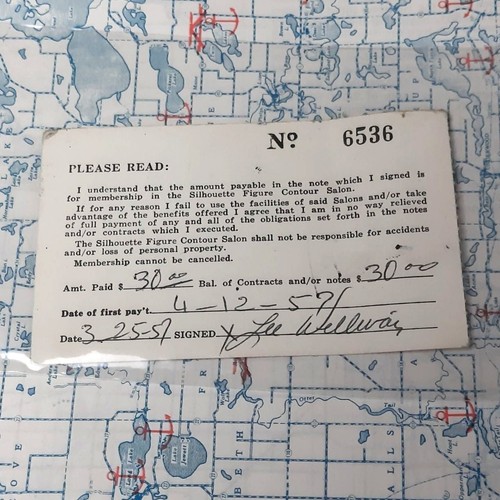 Nº 6536
PLEASE READ:
I understand that the amount payable in the note which I signed is
for membership in the Silhouette Figure Contour Salon.
If for any reason I fail to use the facilities of said Salons and/or take
advantage of the benefits offered I agree that I am in no way relieved
of full payment of any and all of the obligations set forth in the notes
and/or contracts which I executed.
The Silhouette Figure Contour Salon shall not be responsible for accidents
and/or loss of personal property.
Membership cannot be cancelled.
Amt. Paid $ 30 00 Bal. of Contracts and/or notes $ 30 00
Date of first pay't. 4-12-57
Date 3 25-57 SIGNED X Lee
Otter Tail